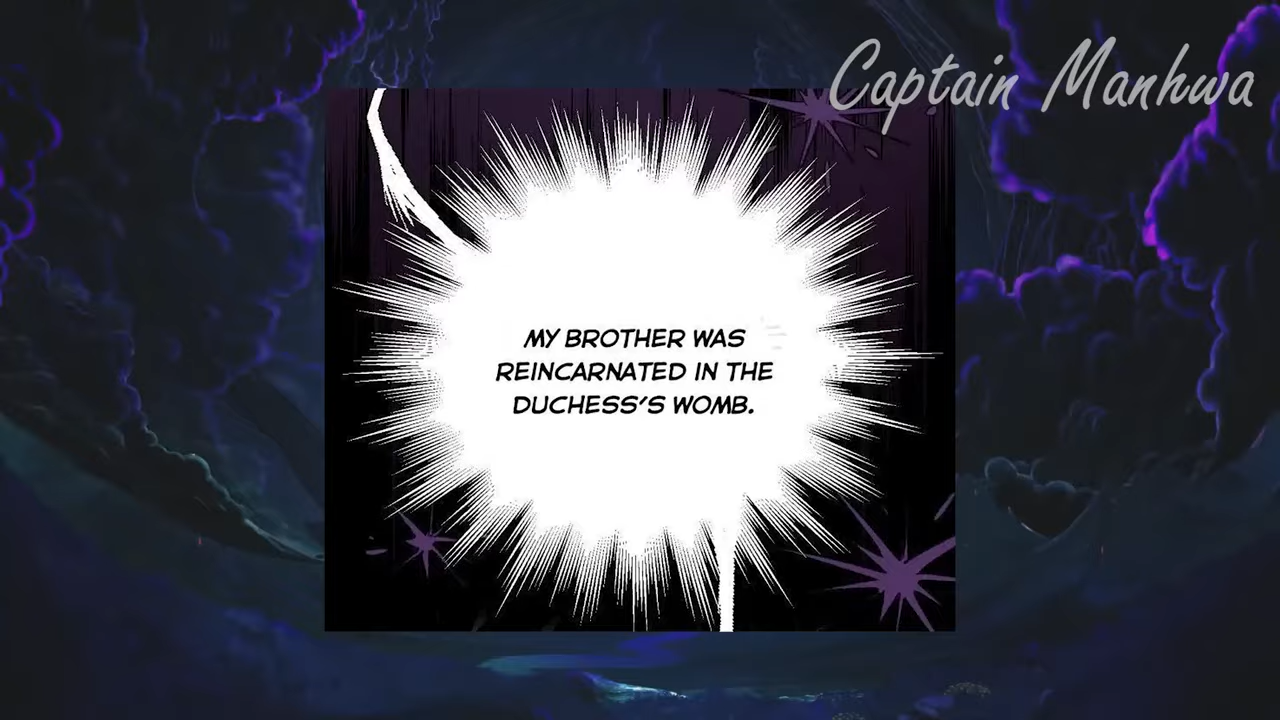 Captain Manhwa
MY BROTHER WAS
REINCARNATED IN THE
DUCHESS'S WOMB.